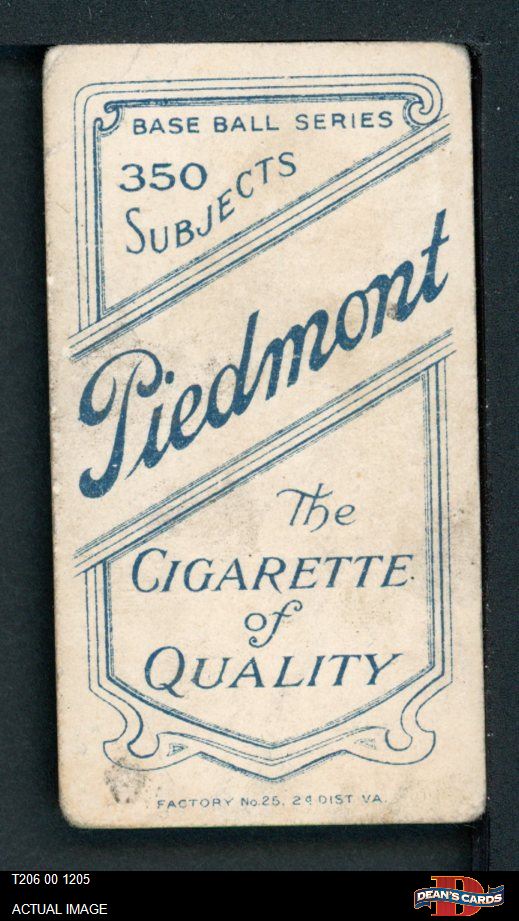 BASE BALL SERIES
350
SUBJECTS
Piedmont
The
CIGARETTE
of
QUALITY
FACTORY No. 25, 2d DIST VA.
T206 00 1205
ACTUAL IMAGE
D
DEAN'S CARDS